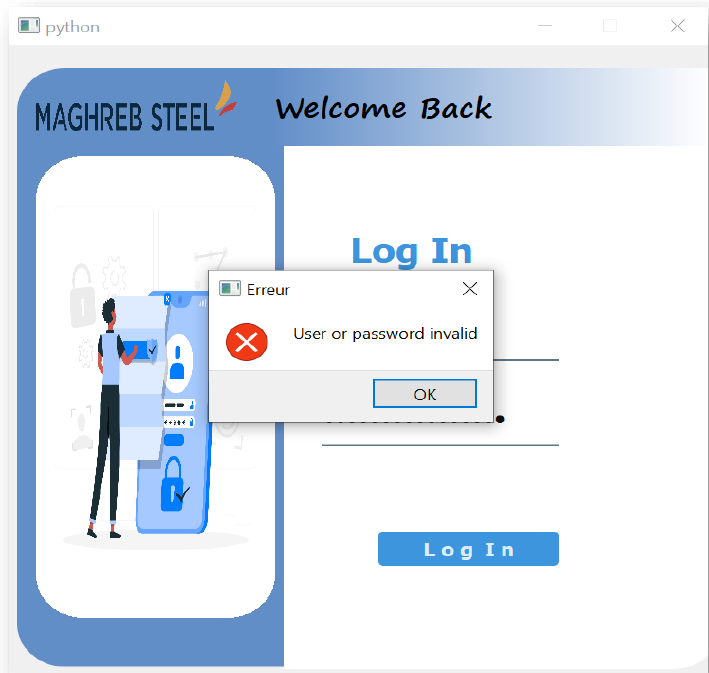 python
MAGHREB STEEL
Welcome Back
Log In
Erreur
User or password invalid
OK
Log In